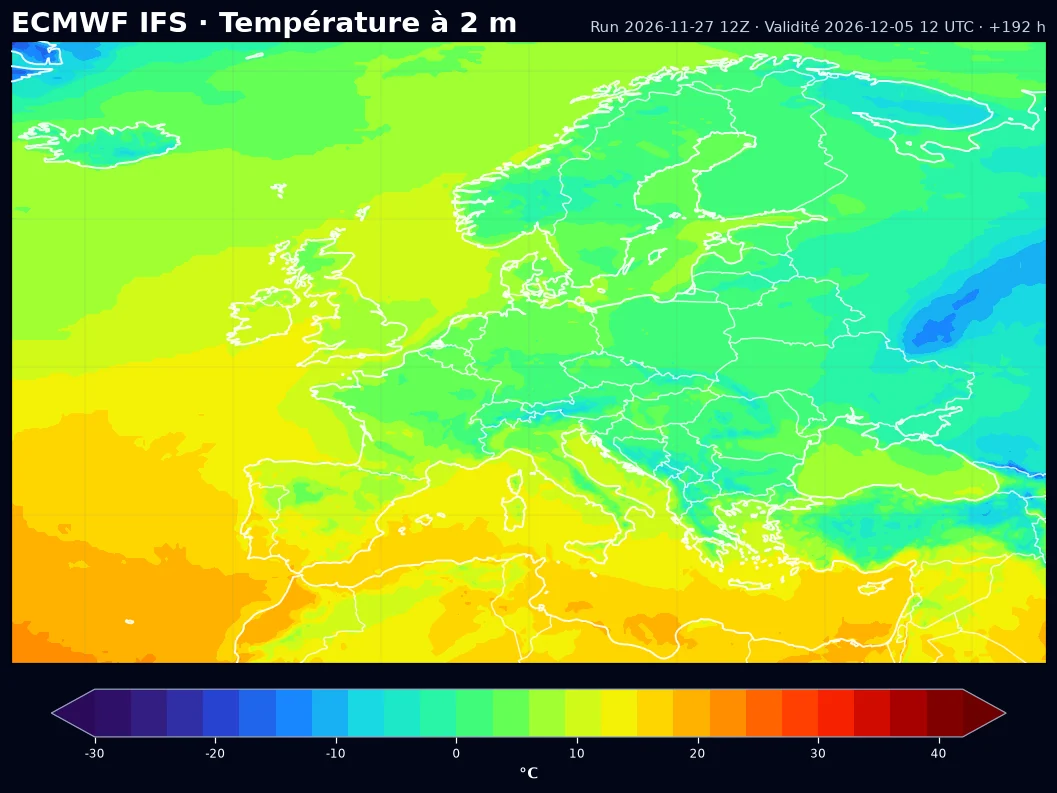 ECMWF IFS · Température à 2 m
Run 2026-11-27 12Z · Validité 2026-12-05 12 UTC · +192 h
-30 -20 -10 0 10 20 30 40
°C